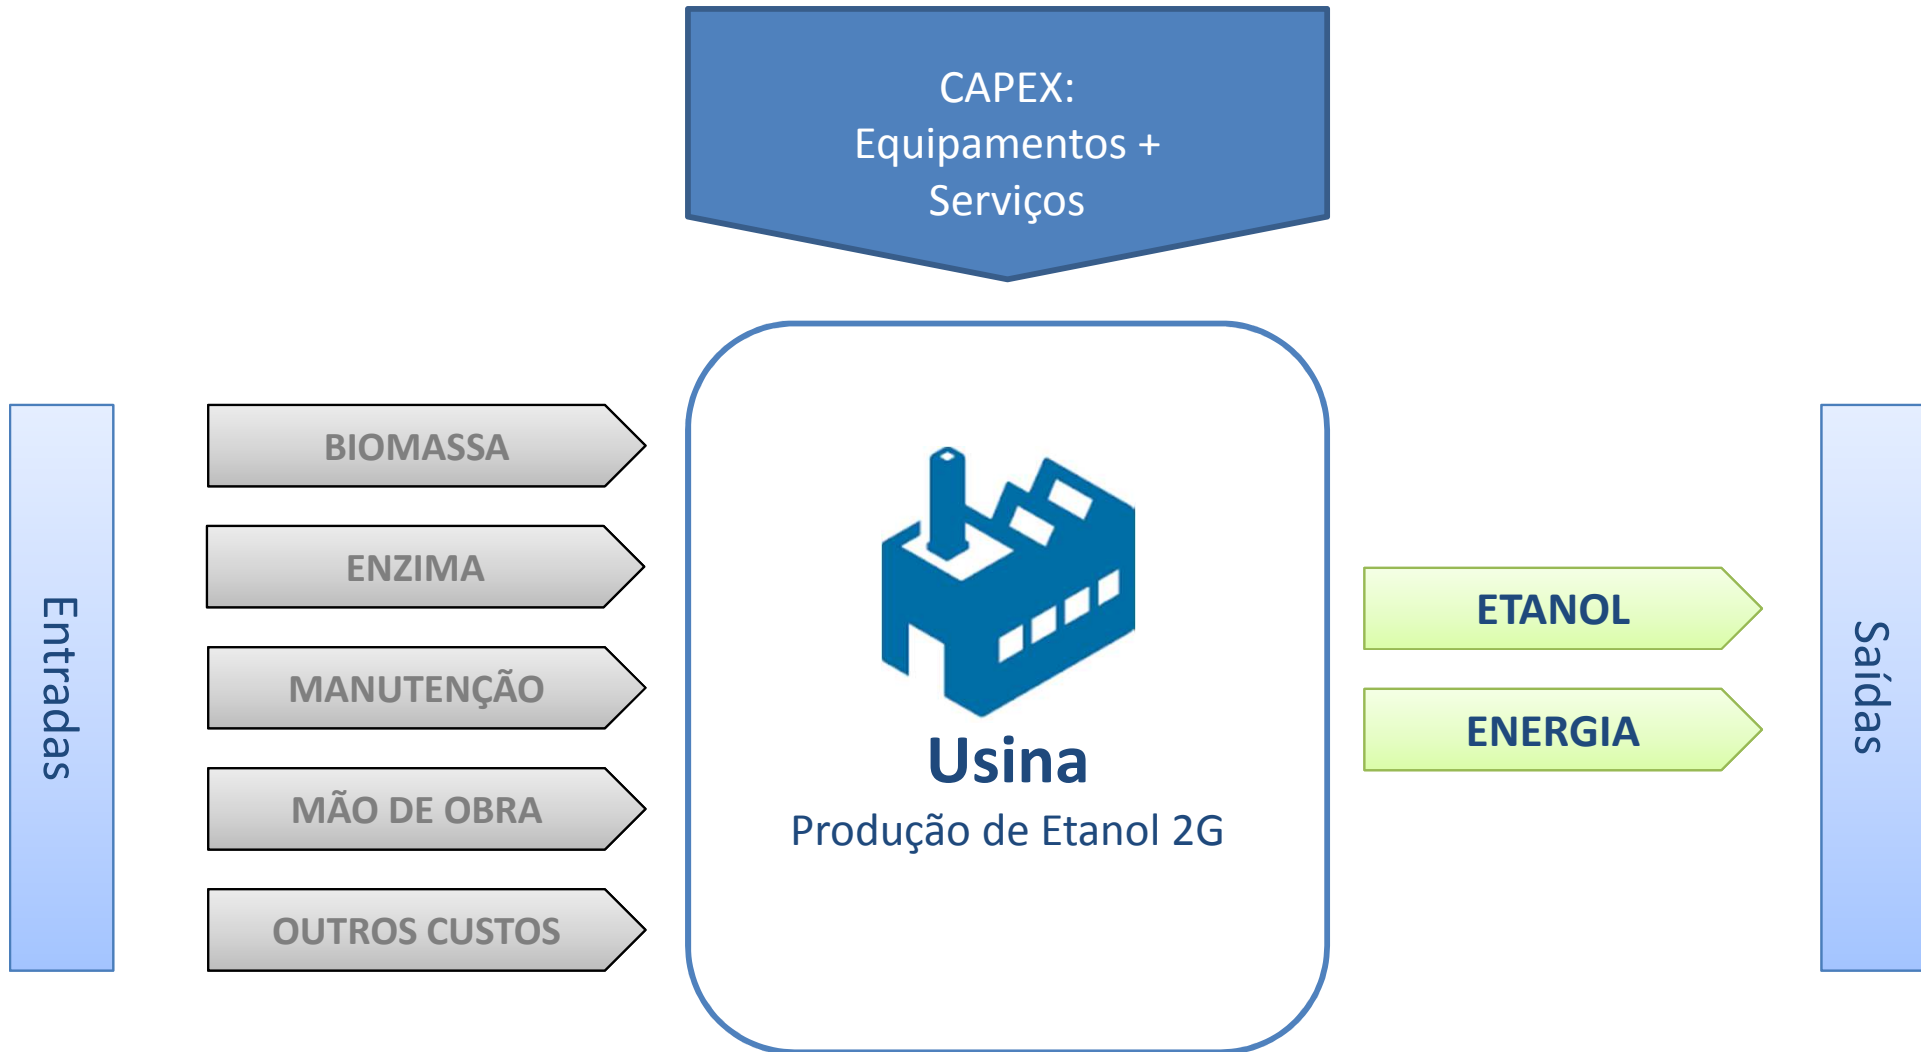 CAPEX:
Equipamentos +
Serviços
Entradas
BIOMASSA
ENZIMA
MANUTENÇÃO
MÃO DE OBRA
OUTROS CUSTOS
Usina
Produção de Etanol 2G
ETANOL
ENERGIA
Saídas